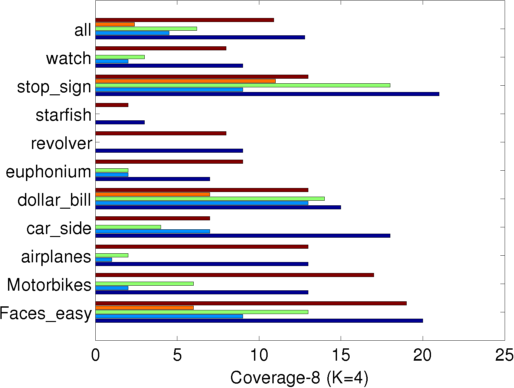 all
watch
stop_sign
starfish
revolver
euphonium
dollar_bill
car_side
airplanes
Motorbikes
Faces_easy
0 5 10 15 20 25
Coverage-8 (K=4)